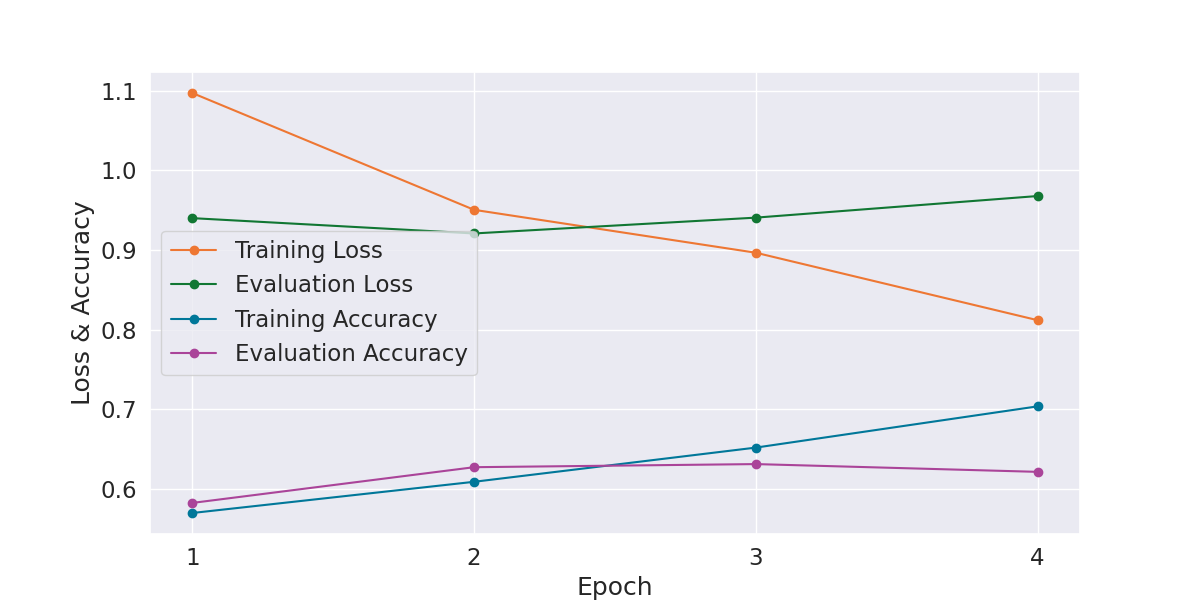 1.1
1.0
0.9
0.8
0.7
0.6
Loss & Accuracy
Training Loss
Evaluation Loss
Training Accuracy
Evaluation Accuracy
1 2 3 4
Epoch